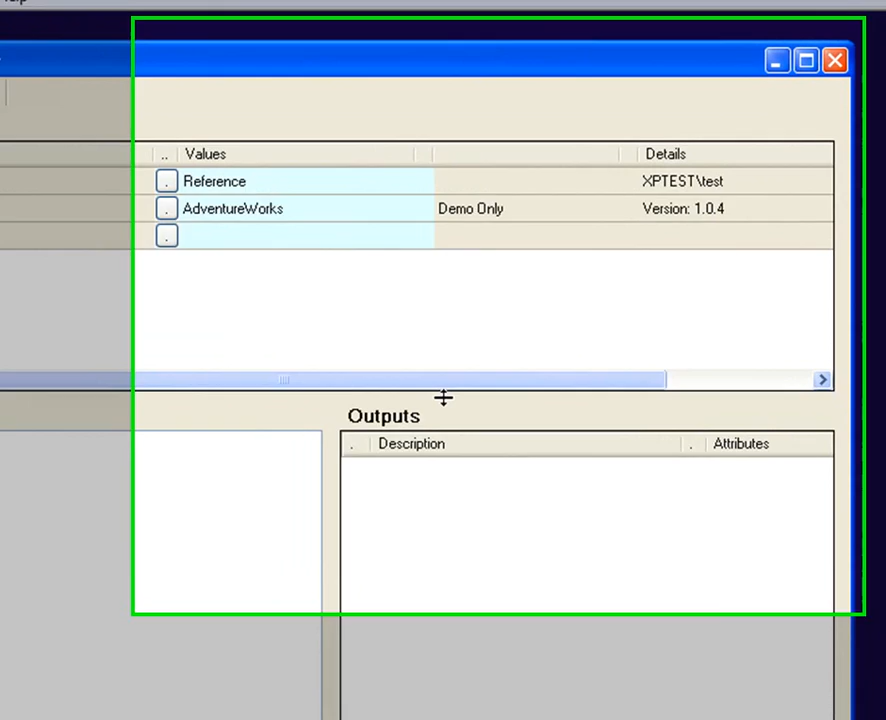 .. Values Details
. Reference XPTEST\test
. AdventureWorks Demo Only Version: 1.0.4
.
Outputs
. Description . Attributes